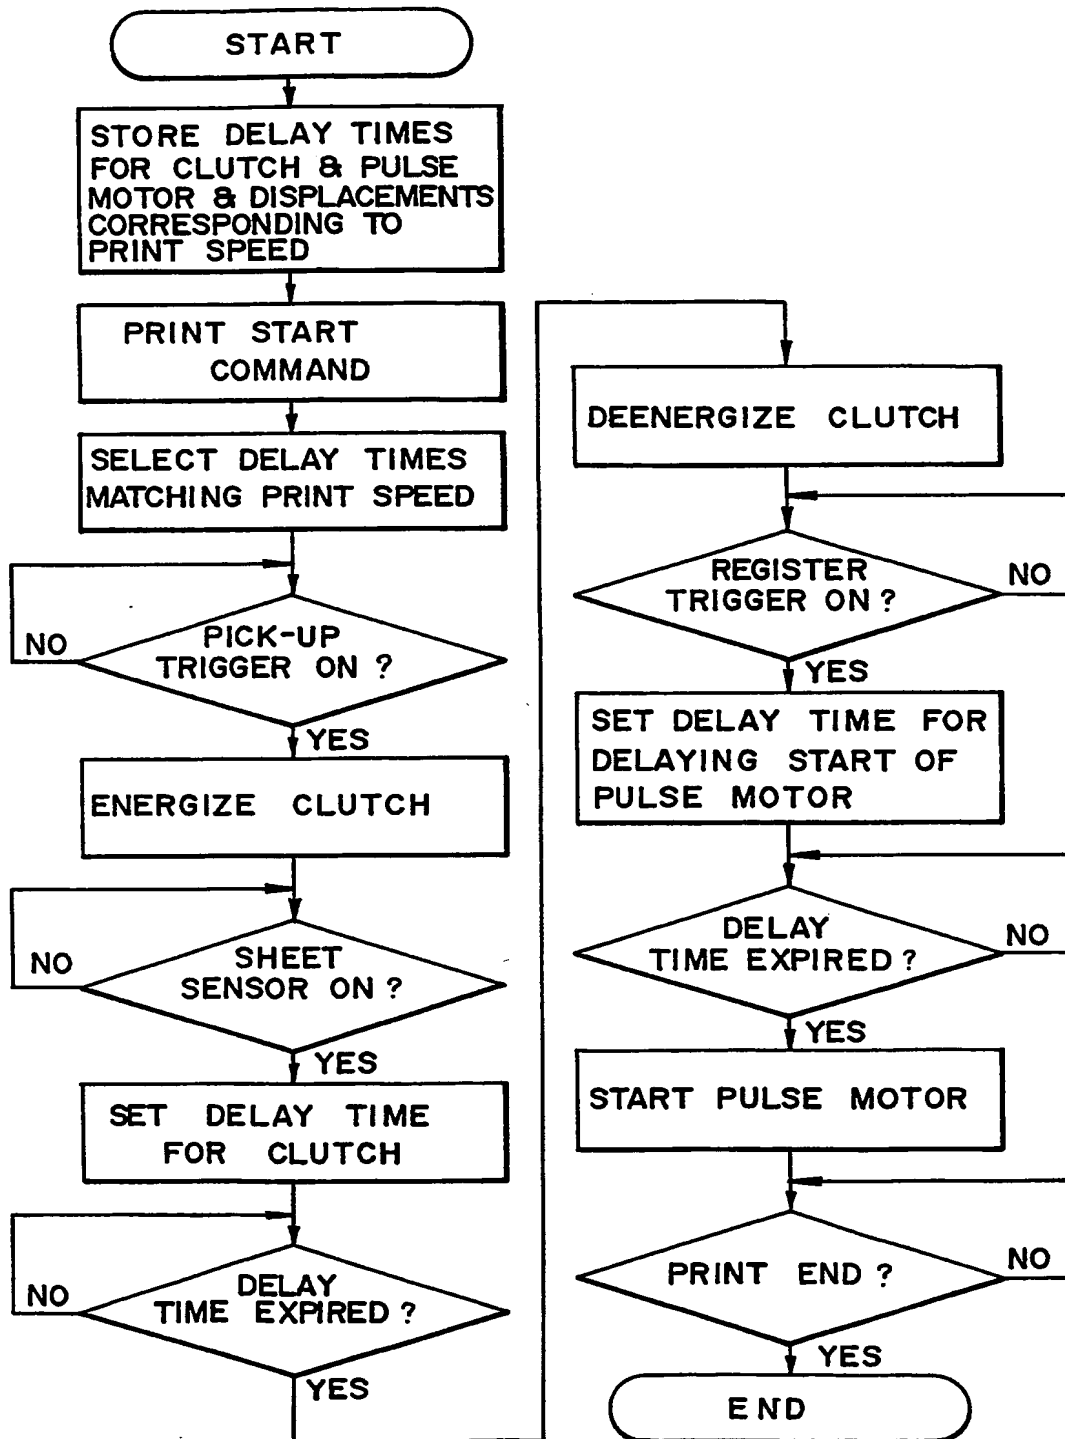 START
STORE DELAY TIMES
FOR CLUTCH & PULSE
MOTOR & DISPLACEMENTS
CORRESPONDING TO
PRINT SPEED
PRINT START
COMMAND
SELECT DELAY TIMES
MATCHING PRINT SPEED
PICK-UP
TRIGGER ON ?
NO
YES
ENERGIZE CLUTCH
SHEET
SENSOR ON ?
NO
YES
SET DELAY TIME
FOR CLUTCH
DELAY
TIME EXPIRED ?
NO
YES
DEENERGIZE CLUTCH
REGISTER
TRIGGER ON ?
NO
YES
SET DELAY TIME FOR
DELAYING START OF
PULSE MOTOR
DELAY
TIME EXPIRED ?
NO
YES
START PULSE MOTOR
PRINT END ?
NO
YES
END